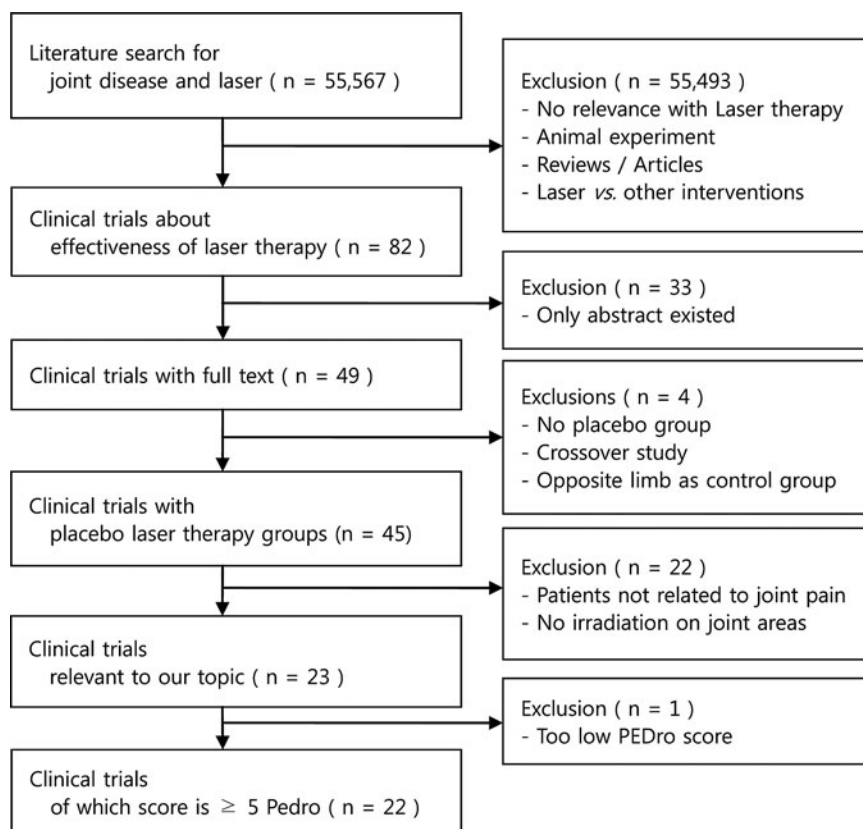 Literature search for
joint disease and laser ( n = 55,567 )
Exclusion ( n = 55,493 )
- No relevance with Laser therapy
- Animal experiment
- Reviews / Articles
- Laser vs. other interventions
Clinical trials about
effectiveness of laser therapy ( n = 82 )
Exclusion ( n = 33 )
- Only abstract existed
Clinical trials with full text ( n = 49 )
Exclusions ( n = 4 )
- No placebo group
- Crossover study
- Opposite limb as control group
Clinical trials with
placebo laser therapy groups (n = 45)
Exclusion ( n = 22 )
- Patients not related to joint pain
- No irradiation on joint areas
Clinical trials
relevant to our topic ( n = 23 )
Exclusion ( n = 1 )
- Too low PEDro score
Clinical trials
of which score is ≥ 5 Pedro ( n = 22 )